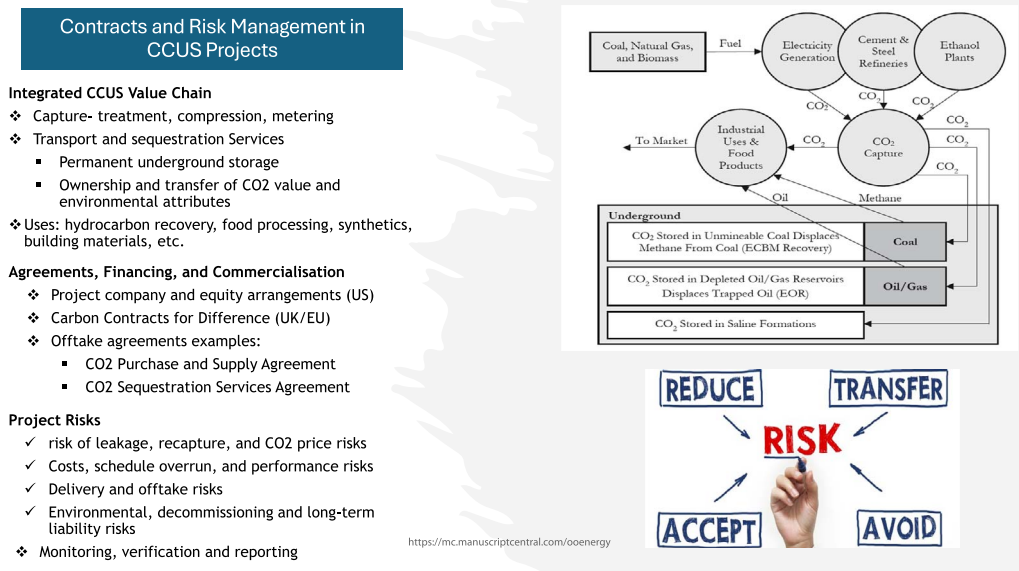 Contracts and Risk Management in
CCUS Projects
Integrated CCUS Value Chain
❖ Capture- treatment, compression, metering
❖ Transport and sequestration Services
▪ Permanent underground storage
▪ Ownership and transfer of CO2 value and
environmental attributes
❖Uses: hydrocarbon recovery, food processing, synthetics,
building materials, etc.
Agreements, Financing, and Commercialisation
❖ Project company and equity arrangements (US)
❖ Carbon Contracts for Difference (UK/EU)
❖ Offtake agreements examples:
▪ CO2 Purchase and Supply Agreement
▪ CO2 Sequestration Services Agreement
Project Risks
✓ risk of leakage, recapture, and CO2 price risks
✓ Costs, schedule overrun, and performance risks
✓ Delivery and offtake risks
✓ Environmental, decommissioning and long-term
liability risks
❖ Monitoring, verification and reporting
https://mc.manuscriptcentral.com/ooenergy
Coal, Natural Gas,
and Biomass
Fuel
Electricity
Generation
Cement &
Steel
Refineries
Ethanol
Plants
CO₂
CO₂
CO₂
CO₂
CO₂
CO₂
To Market
Industrial
Uses &
Food
Products
CO₂
CO₂
Capture
Oil
Methane
Underground
CO₂ Stored in Unmineable Coal Displaces
Methane From Coal (ECBM Recovery)
Coal
CO₂ Stored in Depleted Oil/Gas Reservoirs
Displaces Trapped Oil (EOR)
Oil/Gas
CO₂ Stored in Saline Formations
REDUCE
TRANSFER
RISK
ACCEPT
AVOID